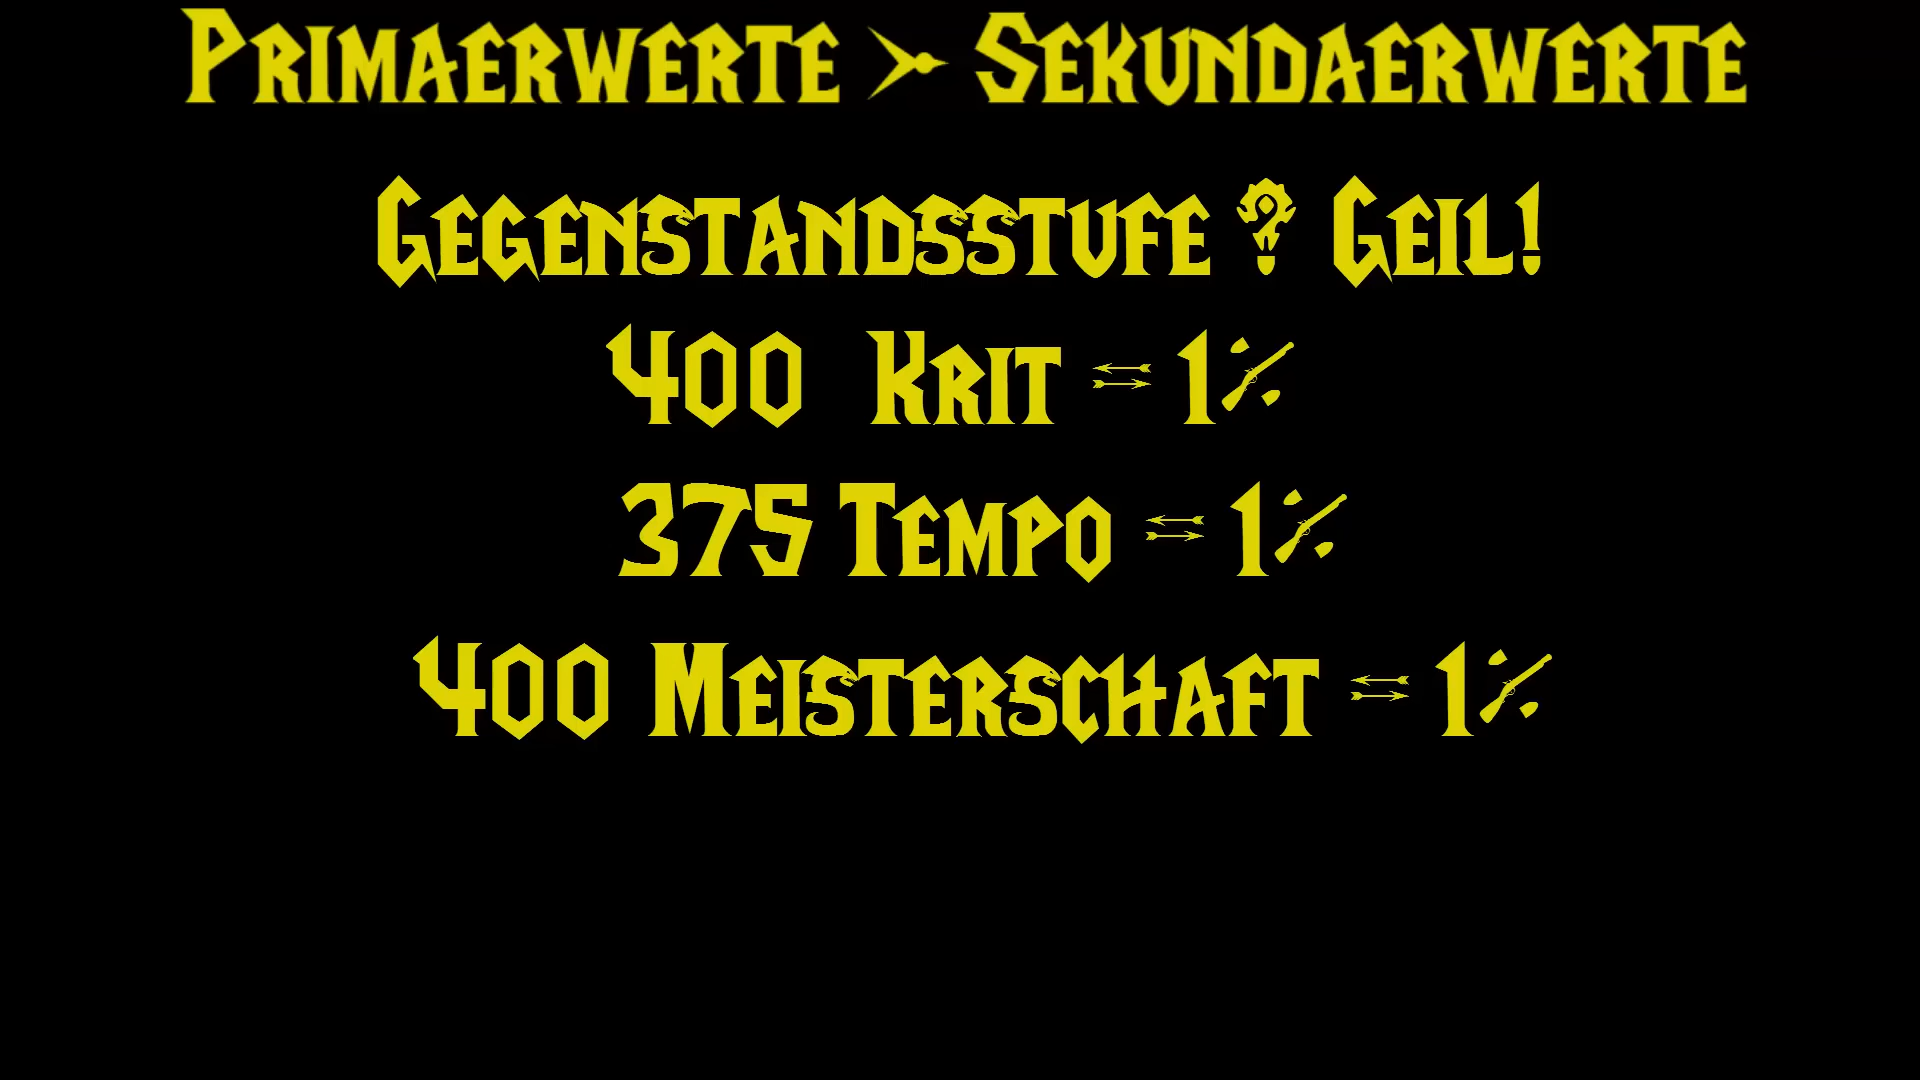 Primaerwerte > Sekundaerwerte
Gegenstandsstufe ? Geil!
400 Krit = 1%
375 Tempo = 1%
400 Meisterschaft = 1%